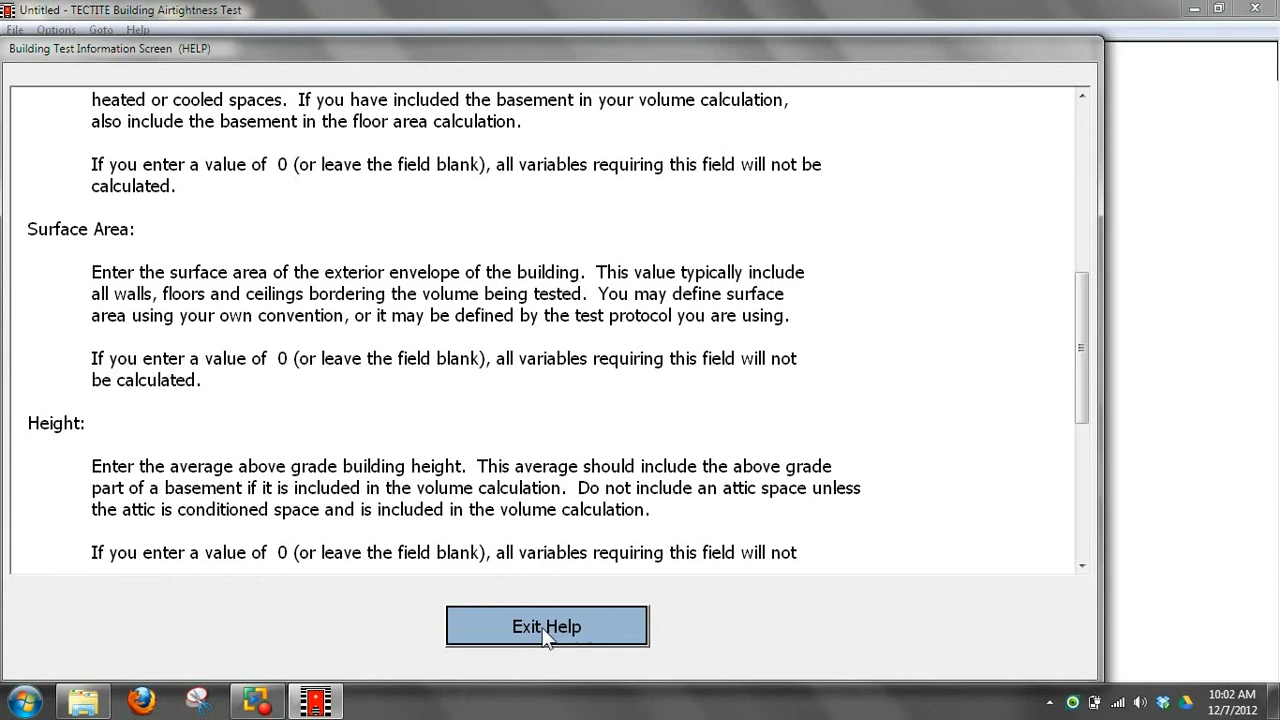 Untitled - TECTITE Building Airtightness Test
File Options Goto Help
Building Test Information Screen (HELP)
heated or cooled spaces. If you have included the basement in your volume calculation,
also include the basement in the floor area calculation.
If you enter a value of 0 (or leave the field blank), all variables requiring this field will not be
calculated.
Surface Area:
Enter the surface area of the exterior envelope of the building. This value typically include
all walls, floors and ceilings bordering the volume being tested. You may define surface
area using your own convention, or it may be defined by the test protocol you are using.
If you enter a value of 0 (or leave the field blank), all variables requiring this field will not
be calculated.
Height:
Enter the average above grade building height. This average should include the above grade
part of a basement if it is included in the volume calculation. Do not include an attic space unless
the attic is conditioned space and is included in the volume calculation.
If you enter a value of 0 (or leave the field blank), all variables requiring this field will not
Exit Help
10:02 AM
12/7/2012